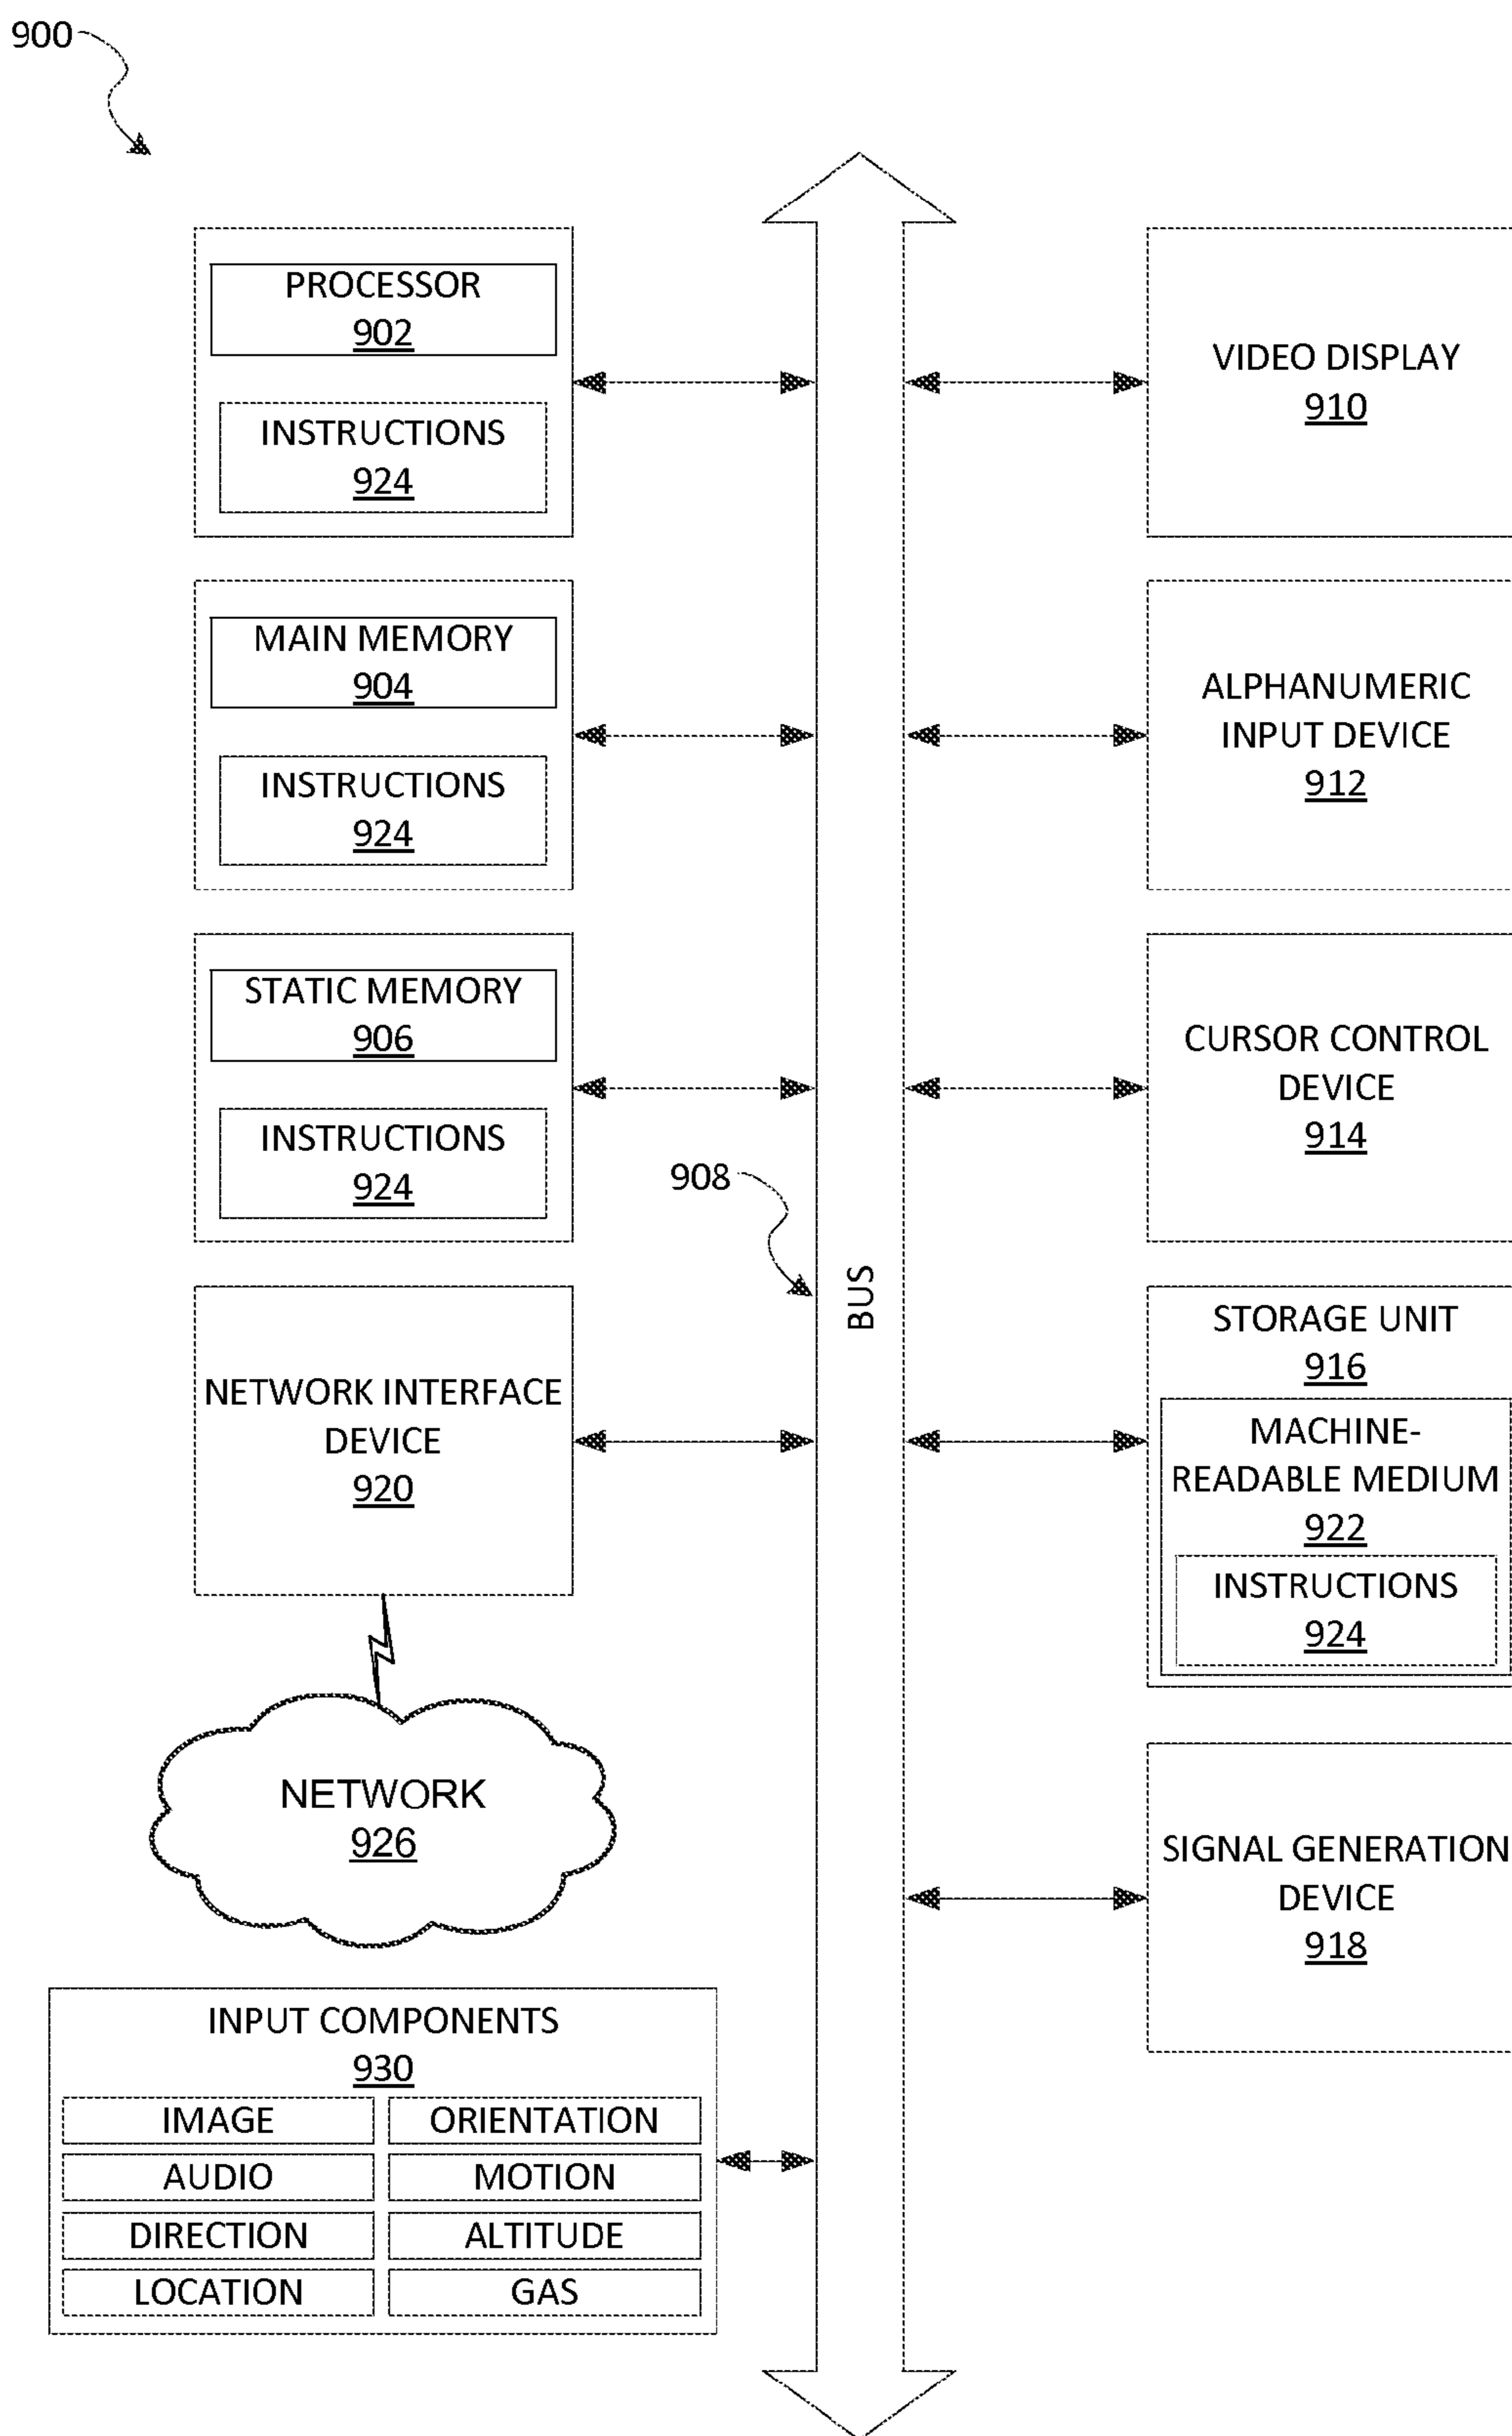 900
PROCESSOR
902
INSTRUCTIONS
924
MAIN MEMORY
904
INSTRUCTIONS
924
STATIC MEMORY
906
INSTRUCTIONS
924
NETWORK INTERFACE
DEVICE
920
NETWORK
926
INPUT COMPONENTS
930
IMAGE
ORIENTATION
AUDIO
MOTION
DIRECTION
ALTITUDE
LOCATION
GAS
908
BUS
VIDEO DISPLAY
910
ALPHANUMERIC
INPUT DEVICE
912
CURSOR CONTROL
DEVICE
914
STORAGE UNIT
916
MACHINE-
READABLE MEDIUM
922
INSTRUCTIONS
924
SIGNAL GENERATION
DEVICE
918